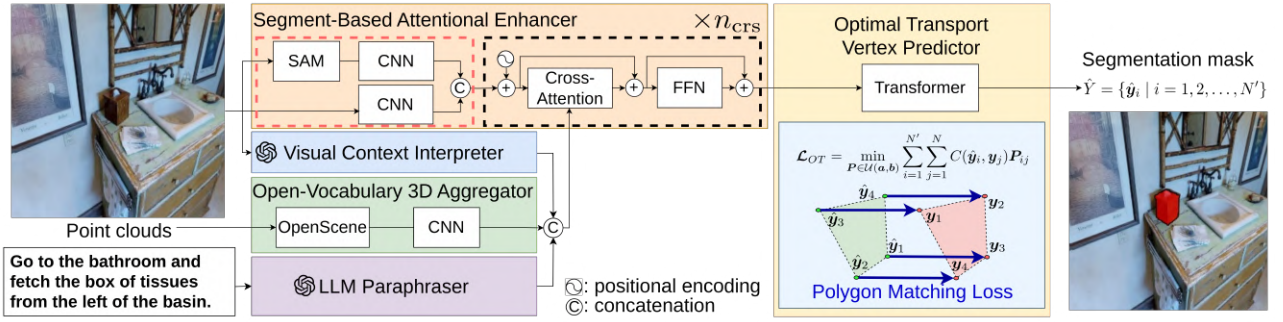 Segment-Based Attentional Enhancer
×n_crs
SAM
CNN
CNN
C
Cross-
Attention
FFN
Visual Context Interpreter
Open-Vocabulary 3D Aggregator
Point clouds
OpenScene
CNN
C
Go to the bathroom and
fetch the box of tissues
from the left of the basin.
LLM Paraphraser
: positional encoding
C : concatenation
Optimal Transport
Vertex Predictor
Transformer
𝓛_OT = min_{P∈𝒰(a,b)} ∑_{i=1}^{N′} ∑_{j=1}^{N} C(ŷ_i, y_j)P_ij
ŷ_4
y_2
ŷ_3
y_1
ŷ_1
y_3
ŷ_2
y_4
Polygon Matching Loss
Segmentation mask
Ŷ = {ŷ_i | i = 1, 2, . . . , N′}